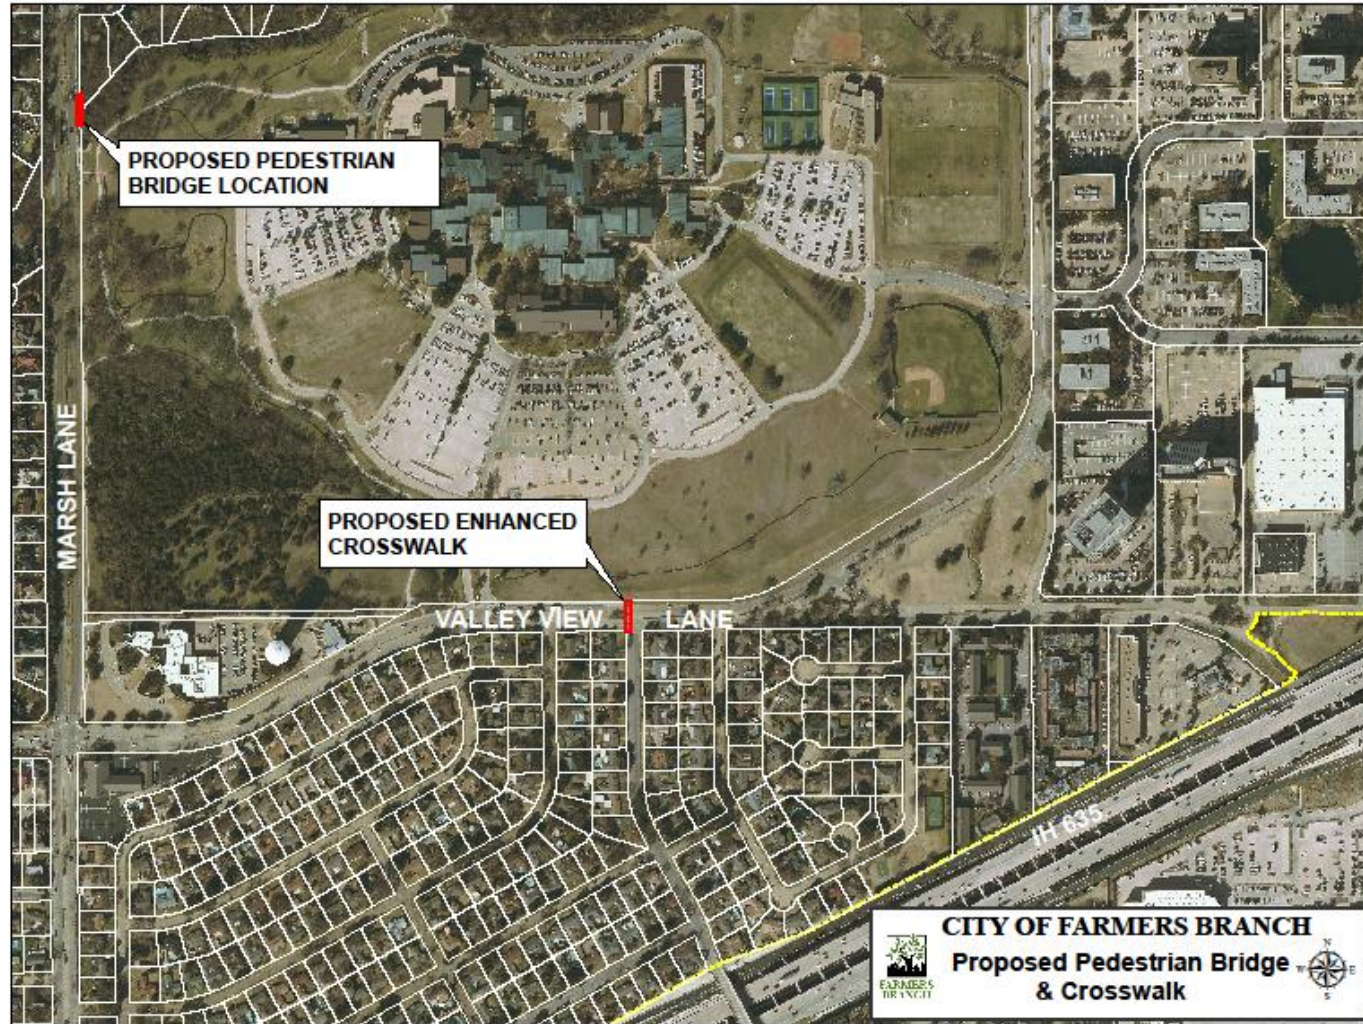 PROPOSED PEDESTRIAN
BRIDGE LOCATION
MARSH LANE
PROPOSED ENHANCED
CROSSWALK
VALLEY VIEW LANE
IH 635
CITY OF FARMERS BRANCH
Proposed Pedestrian Bridge
& Crosswalk
FARMERS
BRANCH
N
W
E
S